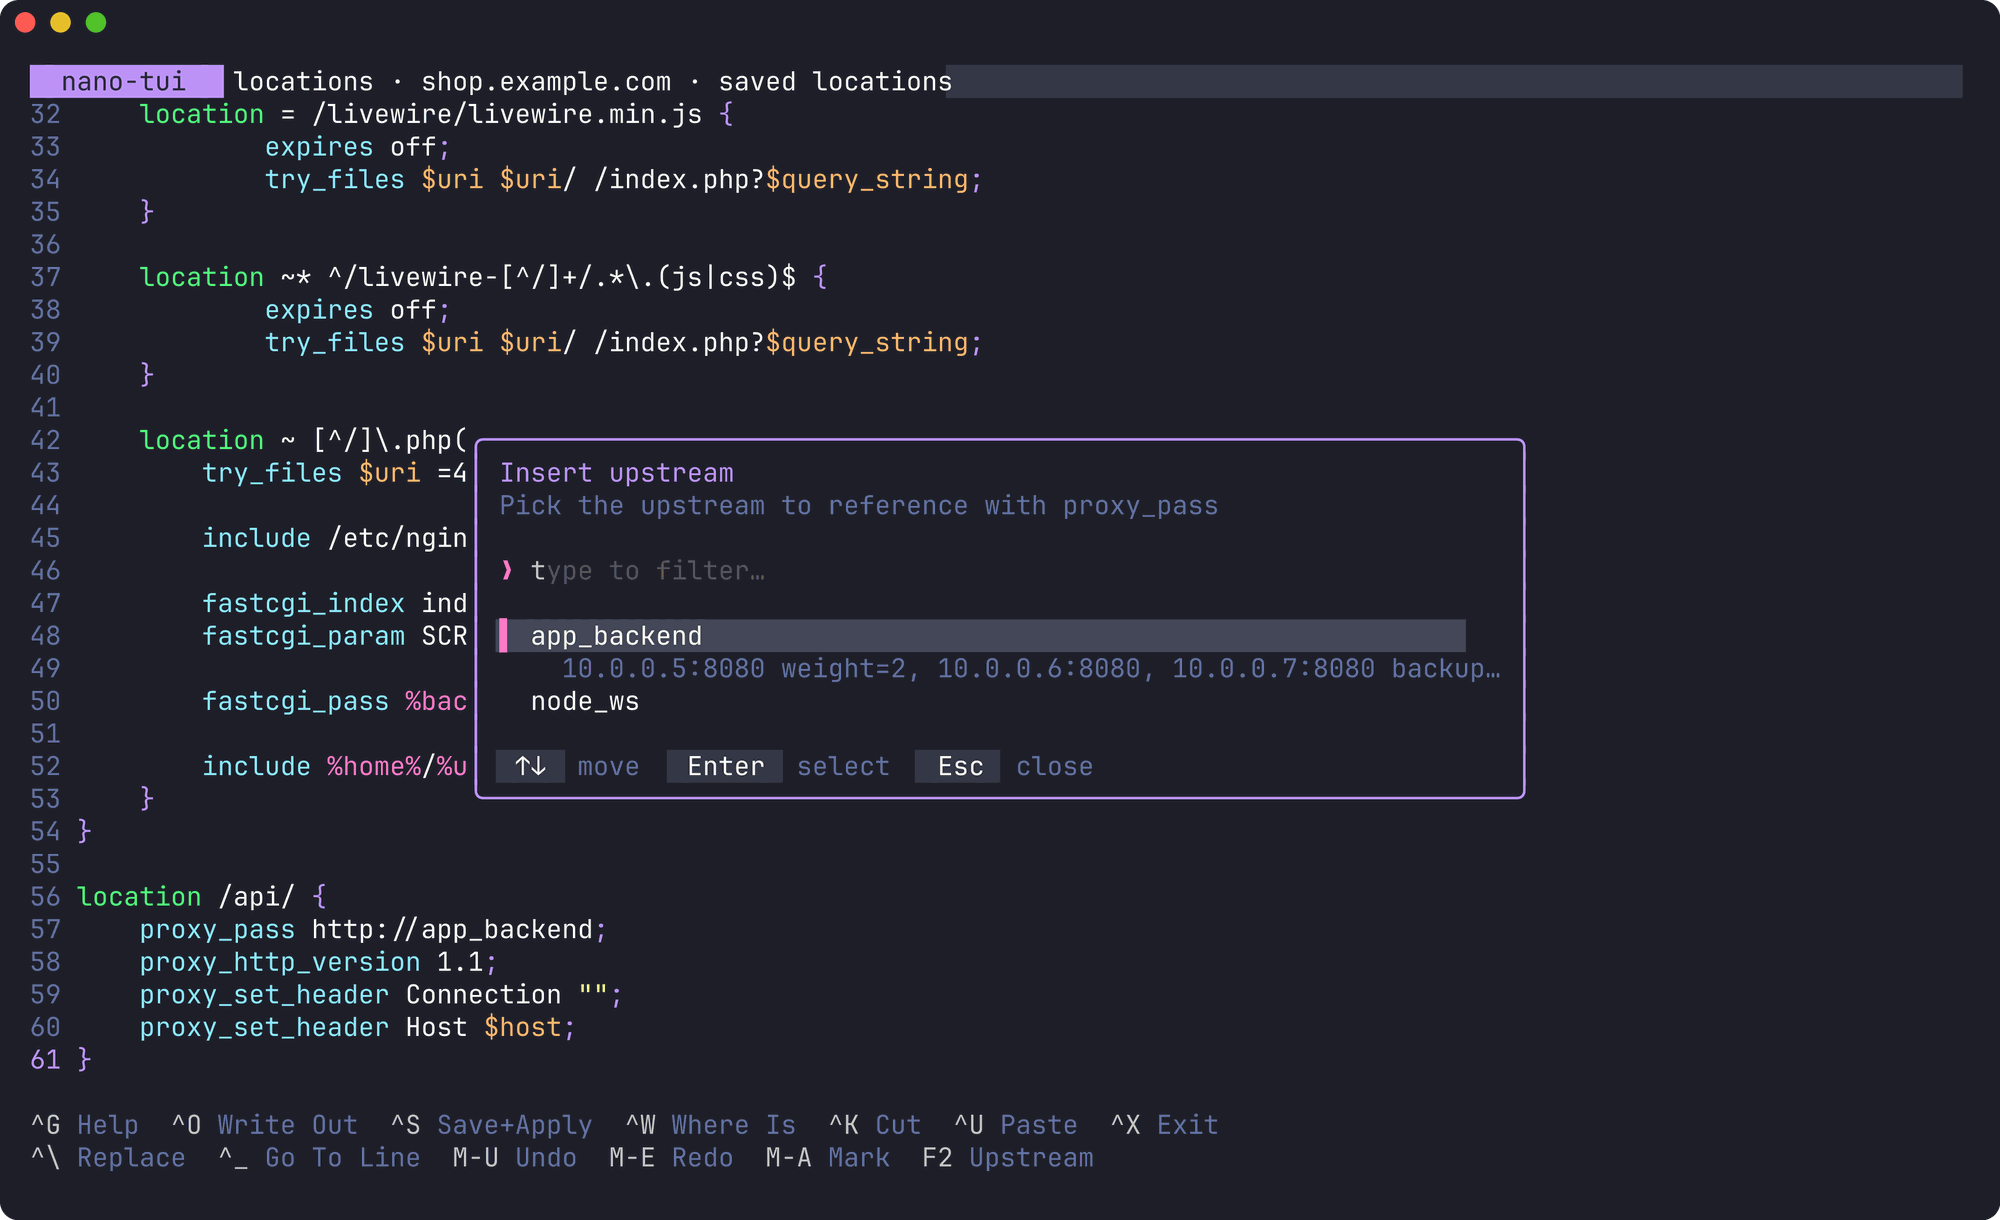 nano-tui locations · shop.example.com · saved locations
32 location = /livewire/livewire.min.js {
33 expires off;
34 try_files $uri $uri/ /index.php?$query_string;
35 }
36
37 location ~* ^/livewire-[^/]+/.*\.(js|css)$ {
38 expires off;
39 try_files $uri $uri/ /index.php?$query_string;
40 }
41
42 location ~ [^/]\.php(
43 try_files $uri =4
Insert upstream
44
Pick the upstream to reference with proxy_pass
45 include /etc/ngin
46
❯ type to filter…
47 fastcgi_index ind
48 fastcgi_param SCR
app_backend
49
10.0.0.5:8080 weight=2, 10.0.0.6:8080, 10.0.0.7:8080 backup…
50 fastcgi_pass %bac
node_ws
51
52 include %home%/%u
↑↓ move Enter select Esc close
53 }
54 }
55
56 location /api/ {
57 proxy_pass http://app_backend;
58 proxy_http_version 1.1;
59 proxy_set_header Connection "";
60 proxy_set_header Host $host;
61 }
^G Help ^O Write Out ^S Save+Apply ^W Where Is ^K Cut ^U Paste ^X Exit
^\ Replace ^_ Go To Line M-U Undo M-E Redo M-A Mark F2 Upstream